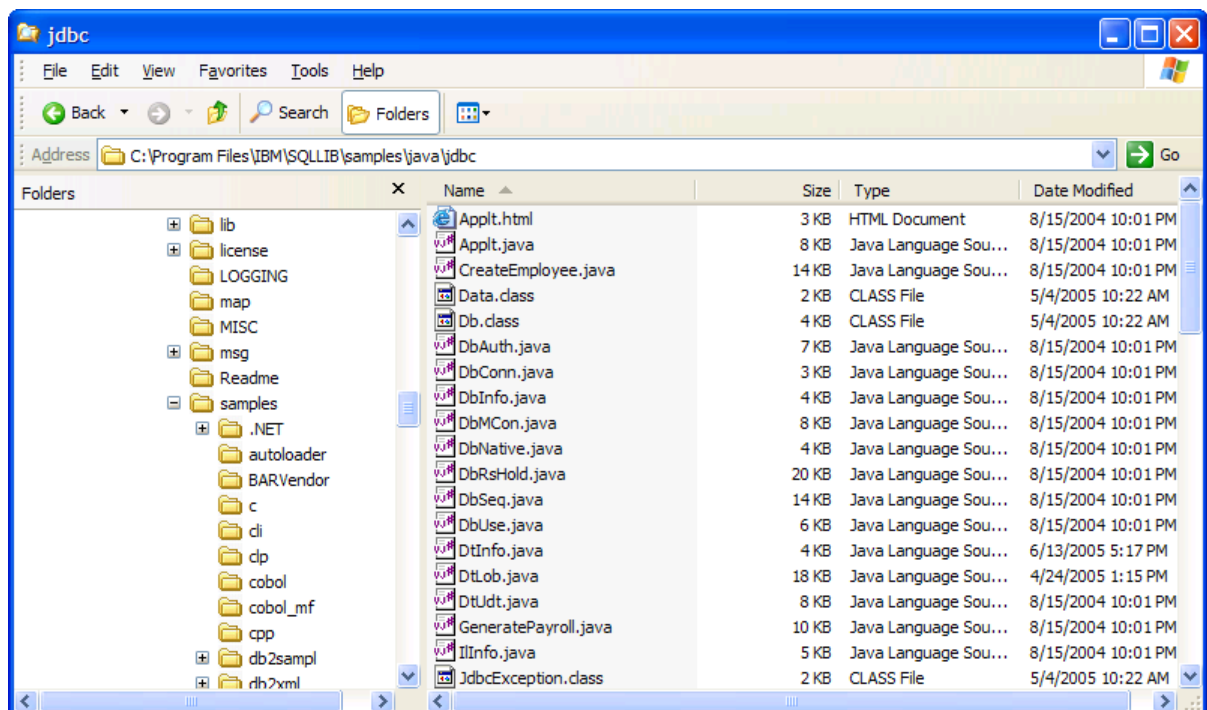 jdbc
File Edit View Favorites Tools Help
Back Search Folders
Address C:\Program Files\IBM\SQLLIB\samples\java\jdbc Go
Folders
lib
license
LOGGING
map
MISC
msg
Readme
samples
.NET
autoloader
BARVendor
c
cli
clp
cobol
cobol_mf
cpp
db2sampl
db2xml
Name Size Type Date Modified
Applt.html 3 KB HTML Document 8/15/2004 10:01 PM
Applt.java 8 KB Java Language Sou... 8/15/2004 10:01 PM
CreateEmployee.java 14 KB Java Language Sou... 8/15/2004 10:01 PM
Data.class 2 KB CLASS File 5/4/2005 10:22 AM
Db.class 4 KB CLASS File 5/4/2005 10:22 AM
DbAuth.java 7 KB Java Language Sou... 8/15/2004 10:01 PM
DbConn.java 3 KB Java Language Sou... 8/15/2004 10:01 PM
DbInfo.java 4 KB Java Language Sou... 8/15/2004 10:01 PM
DbMCon.java 8 KB Java Language Sou... 8/15/2004 10:01 PM
DbNative.java 4 KB Java Language Sou... 8/15/2004 10:01 PM
DbRsHold.java 20 KB Java Language Sou... 8/15/2004 10:01 PM
DbSeq.java 14 KB Java Language Sou... 8/15/2004 10:01 PM
DbUse.java 6 KB Java Language Sou... 8/15/2004 10:01 PM
DtInfo.java 4 KB Java Language Sou... 6/13/2005 5:17 PM
DtLob.java 18 KB Java Language Sou... 4/24/2005 1:15 PM
DtUdt.java 8 KB Java Language Sou... 8/15/2004 10:01 PM
GeneratePayroll.java 10 KB Java Language Sou... 8/15/2004 10:01 PM
IlInfo.java 5 KB Java Language Sou... 8/15/2004 10:01 PM
JdbcException.class 2 KB CLASS File 5/4/2005 10:22 AM